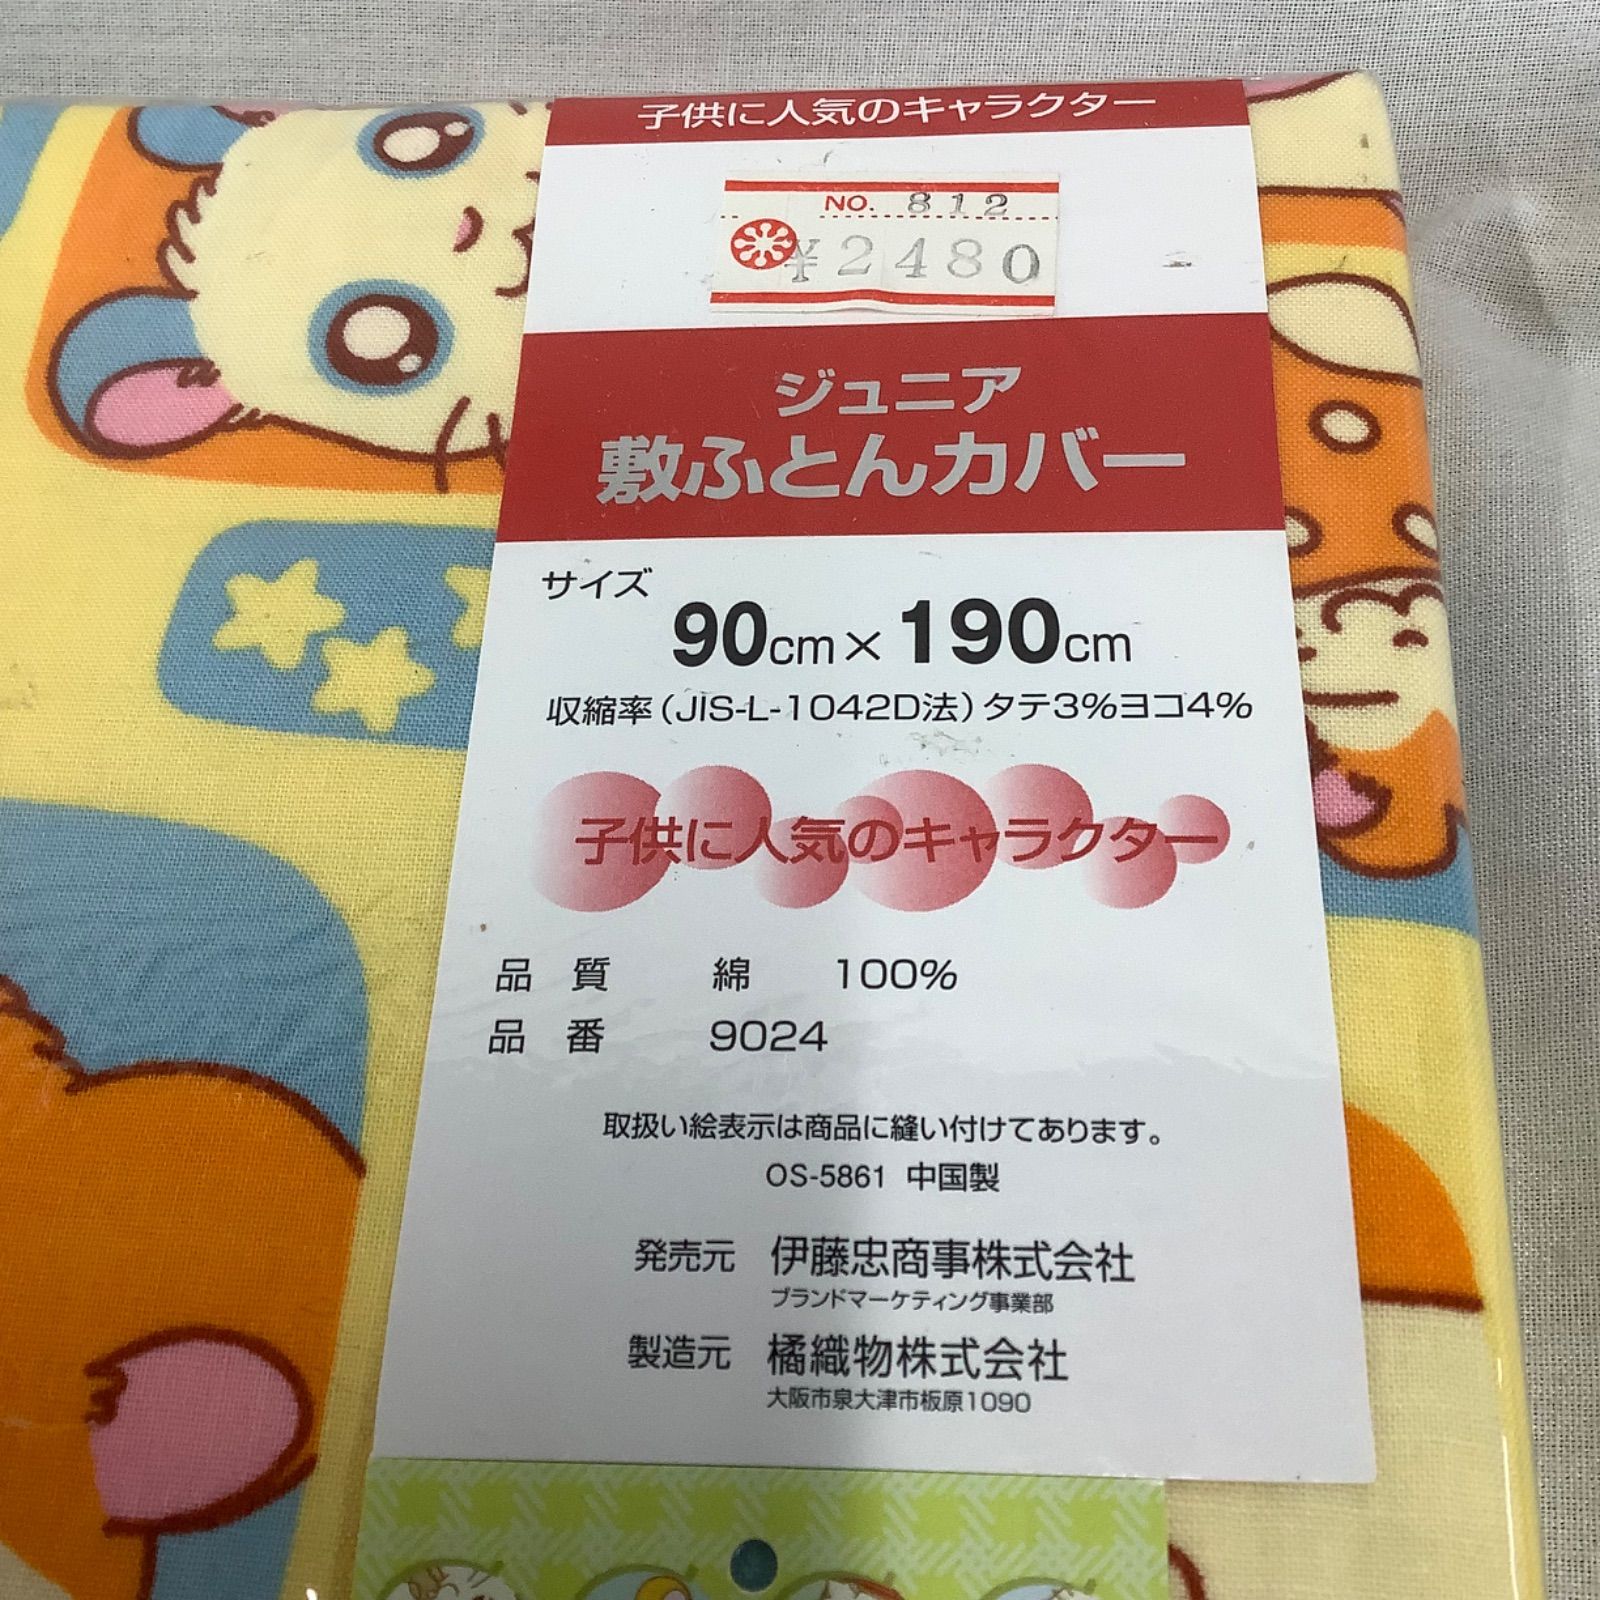 子供に人気のキャラクター
NO. 812
¥2480
ジュニア
敷ふとんカバー
サイズ
90cm×190cm
収縮率(JIS-L-1042D法)タテ3%ヨコ4%
子供に人気のキャラクター
品 質 綿 100%
品 番 9024
取扱い絵表示は商品に縫い付けてあります。
OS-5861 中国製
発売元 伊藤忠商事株式会社
ブランドマーケティング事業部
製造元 橘織物株式会社
大阪市泉大津市板原1090